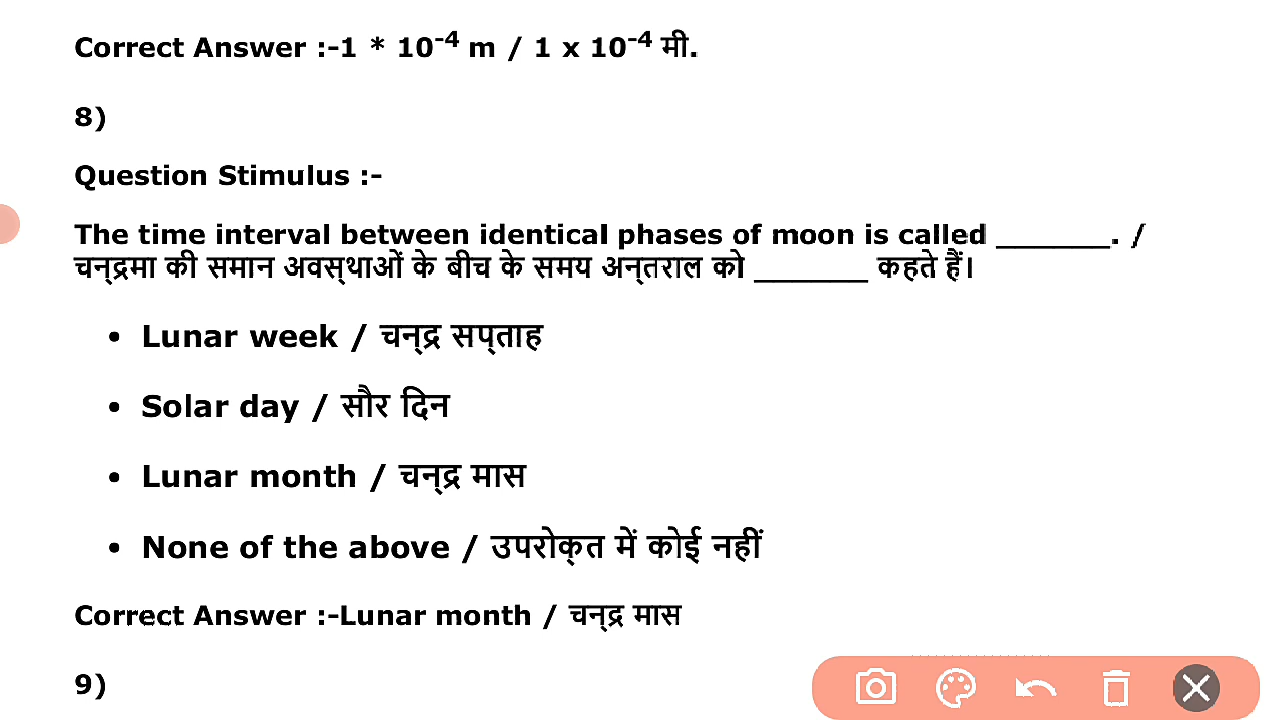 Correct Answer :-1 * 10⁻⁴ m / 1 x 10⁻⁴ मी.
8)
Question Stimulus :-
The time interval between identical phases of moon is called _______. /
चन्द्रमा की समान अवस्थाओं के बीच के समय अन्तराल को _______ कहते हैं।
• Lunar week / चन्द्र सप्ताह
• Solar day / सौर दिन
• Lunar month / चन्द्र मास
• None of the above / उपरोक्त में कोई नहीं
Correct Answer :-Lunar month / चन्द्र मास
9)